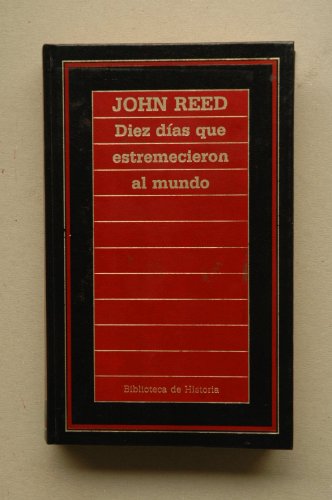 JOHN REED
Diez días que
estremecieron
al mundo
Biblioteca de Historia